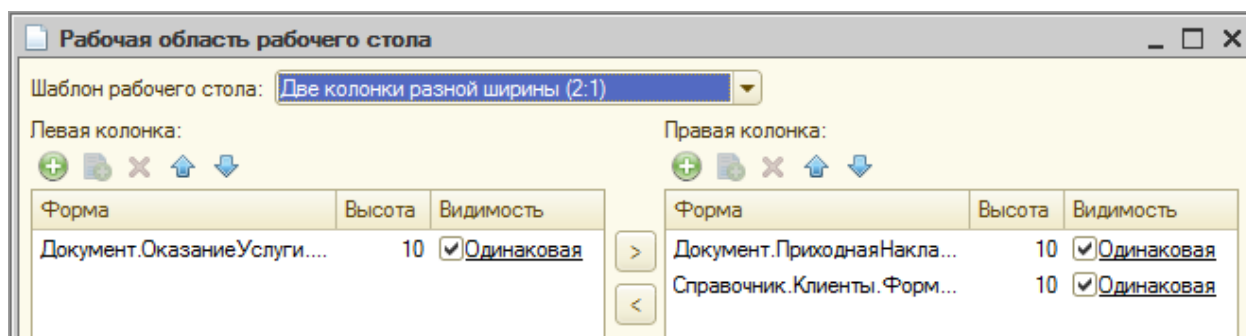 Рабочая область рабочего стола
Шаблон рабочего стола: Две колонки разной ширины (2:1)
Левая колонка:
Форма Высота Видимость
Документ.ОказаниеУслуги.... 10 Одинаковая
>
<
Правая колонка:
Форма Высота Видимость
Документ.ПриходнаяНакла... 10 Одинаковая
Справочник.Клиенты.Форм... 10 Одинаковая